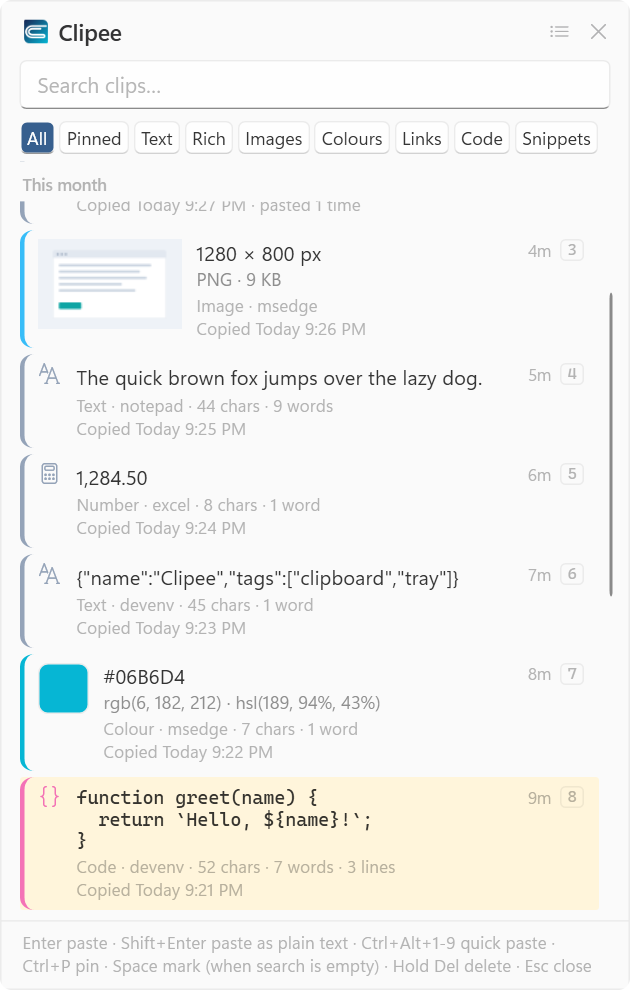 Clipee
Search clips...
All Pinned Text Rich Images Colours Links Code Snippets
This month
Copied Today 9:27 PM · pasted 1 time
1280 × 800 px 4m 3
PNG · 9 KB
Image · msedge
Copied Today 9:26 PM
The quick brown fox jumps over the lazy dog. 5m 4
Text · notepad · 44 chars · 9 words
Copied Today 9:25 PM
1,284.50 6m 5
Number · excel · 8 chars · 1 word
Copied Today 9:24 PM
{"name":"Clipee","tags":["clipboard","tray"]} 7m 6
Text · devenv · 45 chars · 1 word
Copied Today 9:23 PM
#06B6D4 8m 7
rgb(6, 182, 212) · hsl(189, 94%, 43%)
Colour · msedge · 7 chars · 1 word
Copied Today 9:22 PM
function greet(name) { 9m 8
  return `Hello, ${name}!`;
}
Code · devenv · 52 chars · 7 words · 3 lines
Copied Today 9:21 PM
Enter paste · Shift+Enter paste as plain text · Ctrl+Alt+1-9 quick paste ·
Ctrl+P pin · Space mark (when search is empty) · Hold Del delete · Esc close